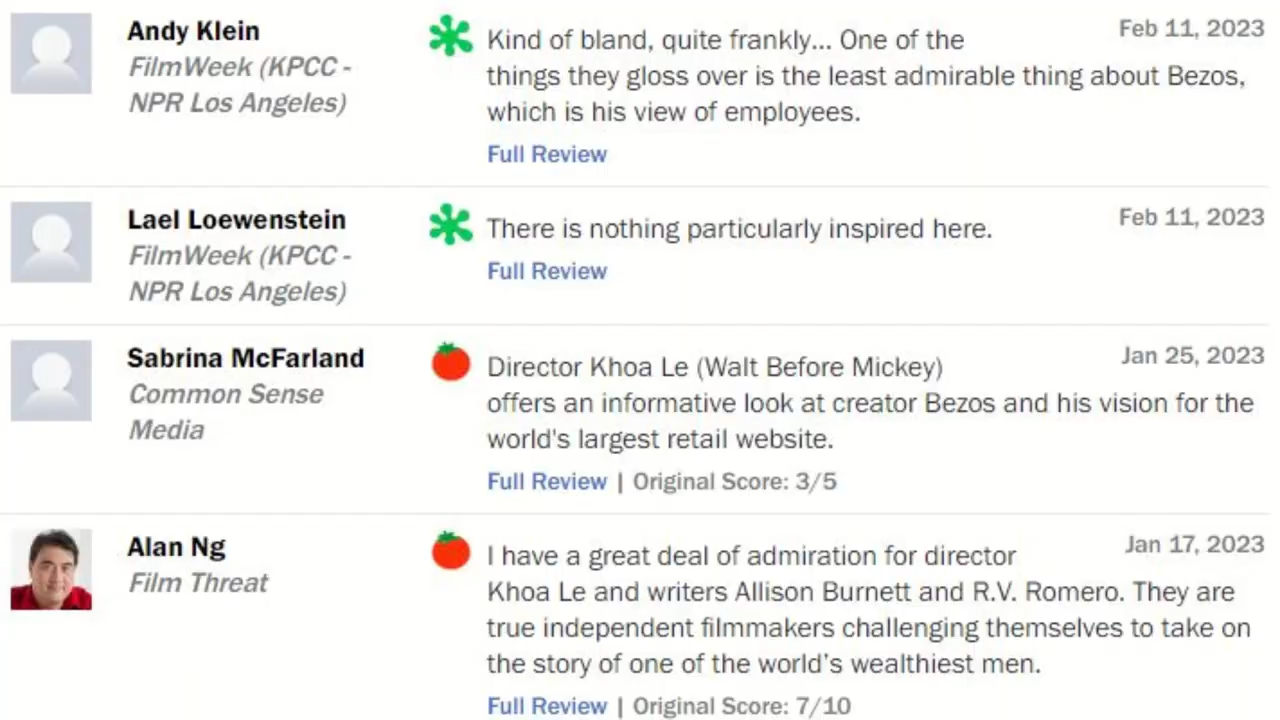 Andy Klein
FilmWeek (KPCC -
NPR Los Angeles)
Kind of bland, quite frankly... One of the
Feb 11, 2023
things they gloss over is the least admirable thing about Bezos,
which is his view of employees.
Full Review
Lael Loewenstein
FilmWeek (KPCC -
NPR Los Angeles)
There is nothing particularly inspired here.
Feb 11, 2023
Full Review
Sabrina McFarland
Common Sense
Media
Director Khoa Le (Walt Before Mickey)
Jan 25, 2023
offers an informative look at creator Bezos and his vision for the
world's largest retail website.
Full Review | Original Score: 3/5
Alan Ng
Film Threat
I have a great deal of admiration for director
Jan 17, 2023
Khoa Le and writers Allison Burnett and R.V. Romero. They are
true independent filmmakers challenging themselves to take on
the story of one of the world’s wealthiest men.
Full Review | Original Score: 7/10